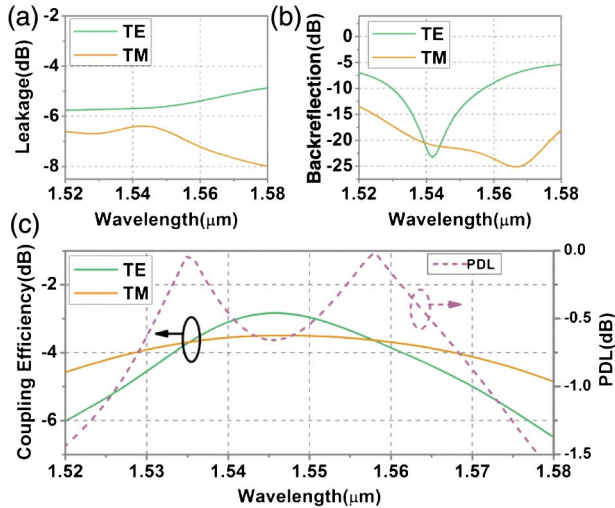 (a)
TE
TM
Leakage(dB)
-2
-4
-6
-8
1.52 1.54 1.56 1.58
Wavelength(μm)
(b)
TE
TM
Backreflection(dB)
0
-5
-10
-15
-20
-25
1.52 1.54 1.56 1.58
Wavelength(μm)
(c)
TE
TM
PDL
Coupling Efficiency(dB)
-2
-4
-6
0.0
-0.5
-1.0
-1.5
PDL(dB)
1.52 1.53 1.54 1.55 1.56 1.57 1.58
Wavelength(μm)